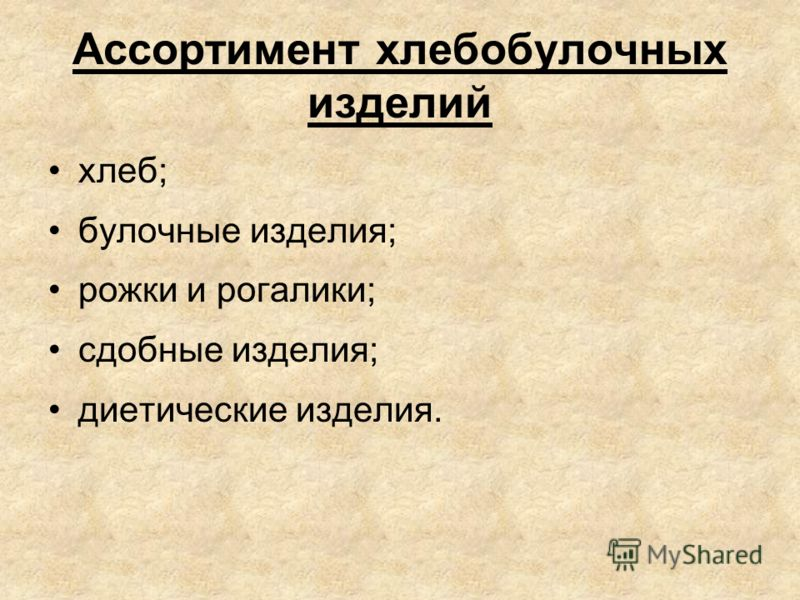 Ассортимент хлебобулочных
изделий
• хлеб;
• булочные изделия;
• рожки и рогалики;
• сдобные изделия;
• диетические изделия.
MyShared